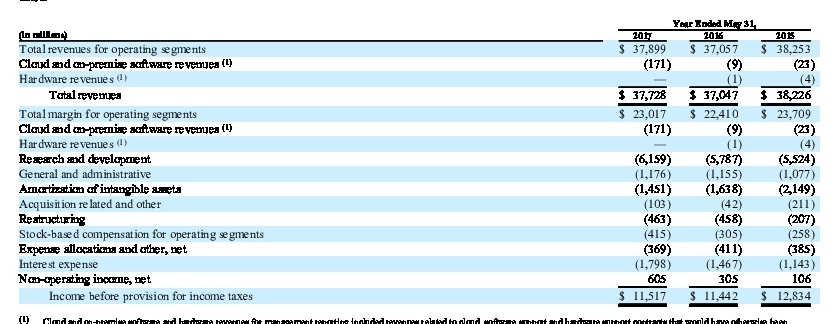 Year Ended May 31,
(in millions) 2017 2016 2015
Total revenues for operating segments $ 37,899 $ 37,057 $ 38,253
Cloud and on-premise software revenues (1) (171) (9) (23)
Hardware revenues (1) — (1) (4)
Total revenues $ 37,728 $ 37,047 $ 38,226
Total margin for operating segments $ 23,017 $ 22,410 $ 23,709
Cloud and on-premise software revenues (1) (171) (9) (23)
Hardware revenues (1) — (1) (4)
Research and development (6,159) (5,787) (5,524)
General and administrative (1,176) (1,155) (1,077)
Amortization of intangible assets (1,451) (1,638) (2,149)
Acquisition related and other (103) (42) (211)
Restructuring (463) (458) (207)
Stock-based compensation for operating segments (415) (305) (258)
Expense allocations and other, net (369) (411) (385)
Interest expense (1,798) (1,467) (1,143)
Non-operating income, net 605 305 106
Income before provision for income taxes $ 11,517 $ 11,442 $ 12,834
(1) Cloud and on-premise software and hardware revenues for management reporting included revenues related to cloud, software support and hardware support contracts that would have otherwise been